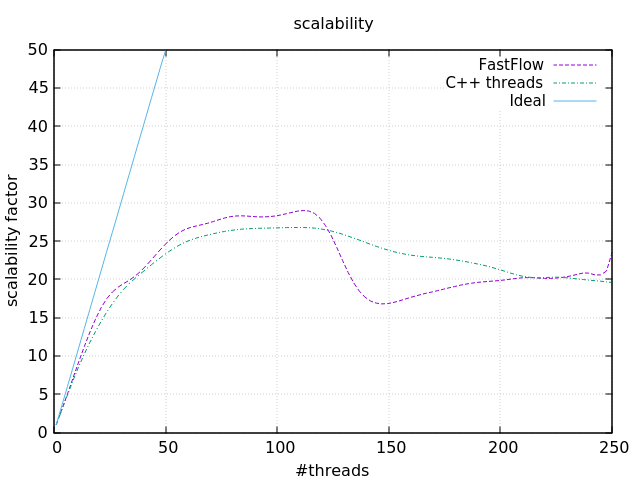 scalability
50
45
40
35
30
25
20
15
10
5
0
scalability factor
FastFlow
C++ threads
Ideal
0 50 100 150 200 250
#threads